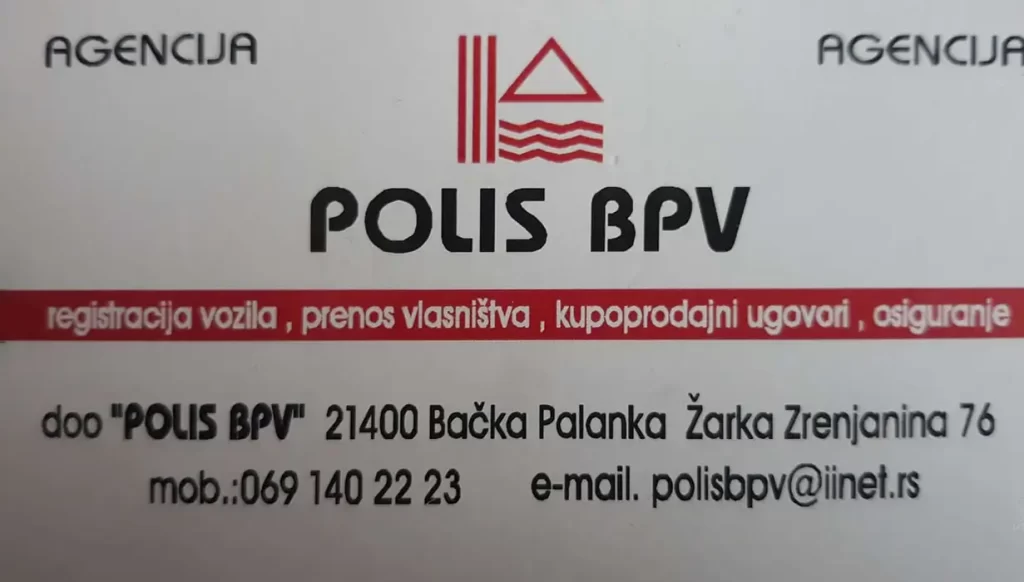 AGENCIJA AGENCIJA
POLIS BPV
registracija vozila , prenos vlasništva , kupoprodajni ugovori , osiguranje
doo "POLIS BPV" 21400 Bačka Palanka Žarka Zrenjanina 76
mob.:069 140 22 23 e-mail. polisbpv@iinet.rs